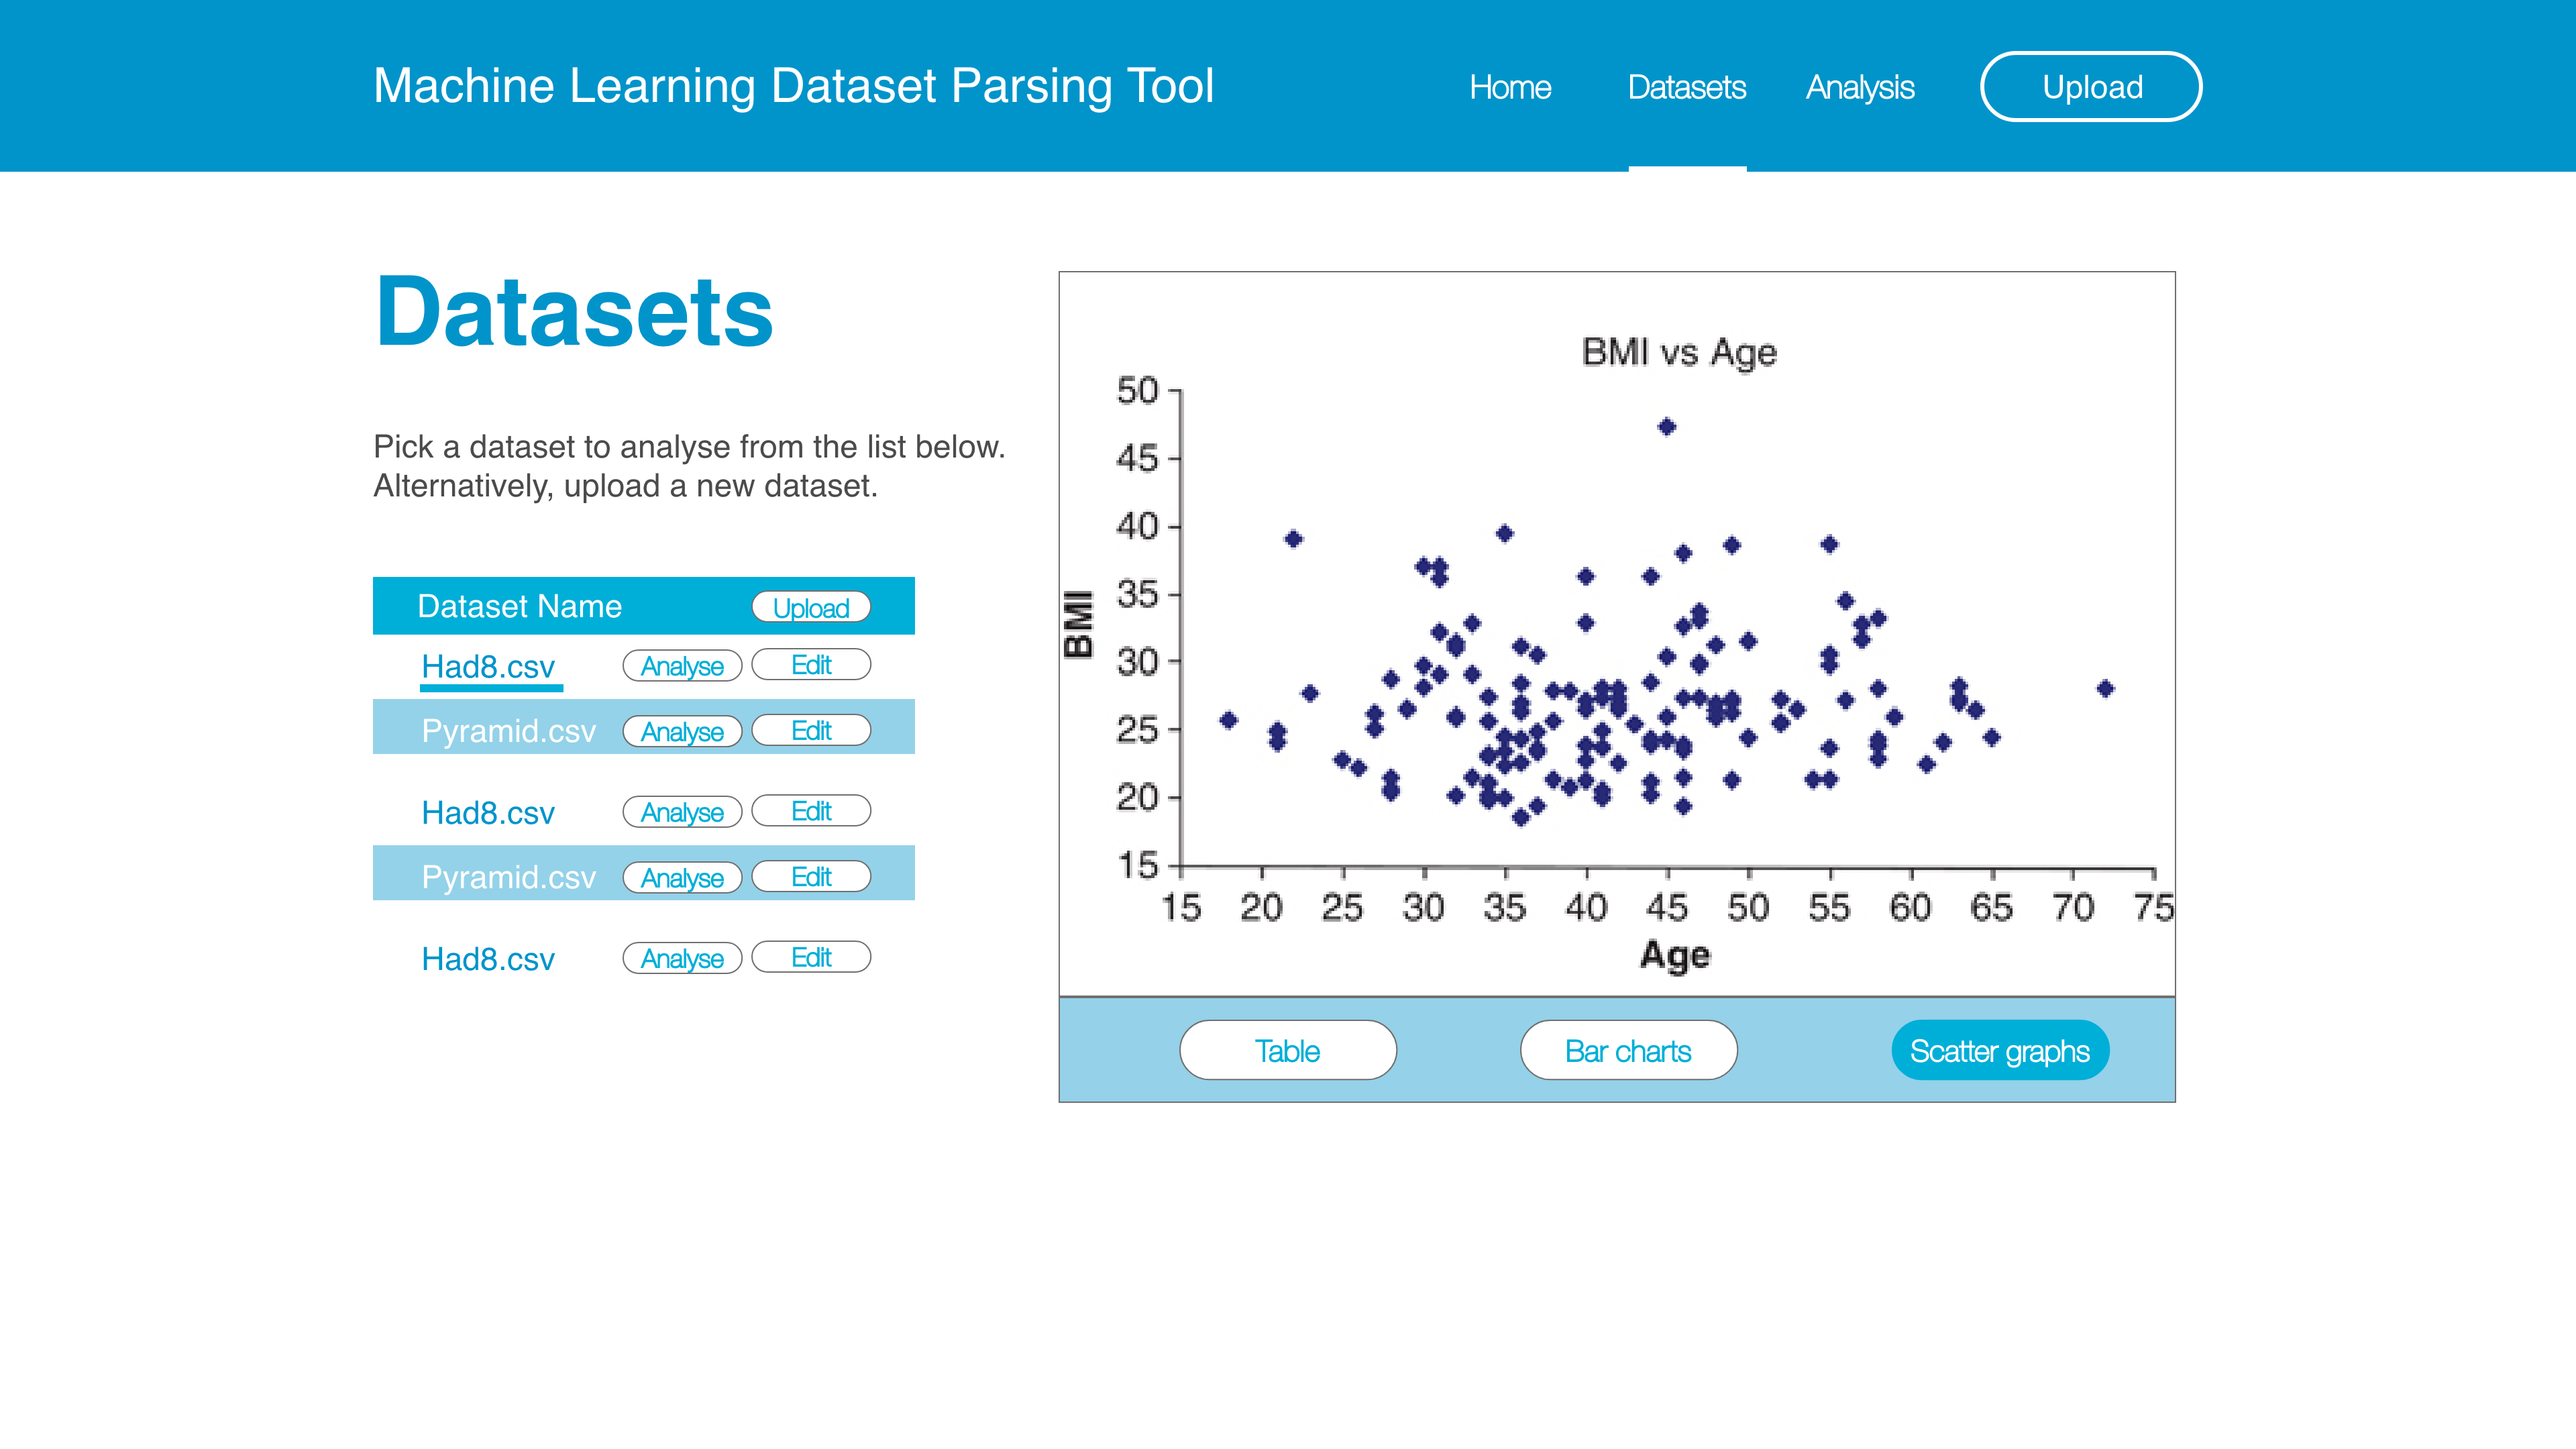 Machine Learning Dataset Parsing Tool
Home Datasets Analysis Upload
Datasets
Pick a dataset to analyse from the list below.
Alternatively, upload a new dataset.
Dataset Name Upload
Had8.csv Analyse Edit
Pyramid.csv Analyse Edit
Had8.csv Analyse Edit
Pyramid.csv Analyse Edit
Had8.csv Analyse Edit
BMI vs Age
50
45
40
35
30
25
20
15
BMI
15 20 25 30 35 40 45 50 55 60 65 70 75
Age
Table Bar charts Scatter graphs